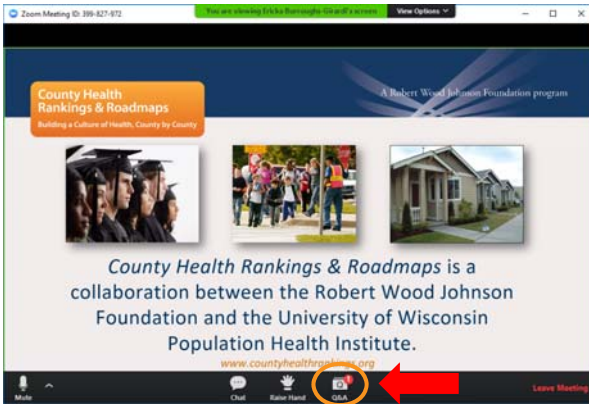 Zoom Meeting ID: 399-827-972
You are viewing Ericka Burroughs-Girardi's screen
View Options
County Health
Rankings & Roadmaps
Building a Culture of Health, County by County
A Robert Wood Johnson Foundation program
County Health Rankings & Roadmaps is a
collaboration between the Robert Wood Johnson
Foundation and the University of Wisconsin
Population Health Institute.
www.countyhealthrankings.org
Mute
Chat
Raise Hand
Q&A
Leave Meeting